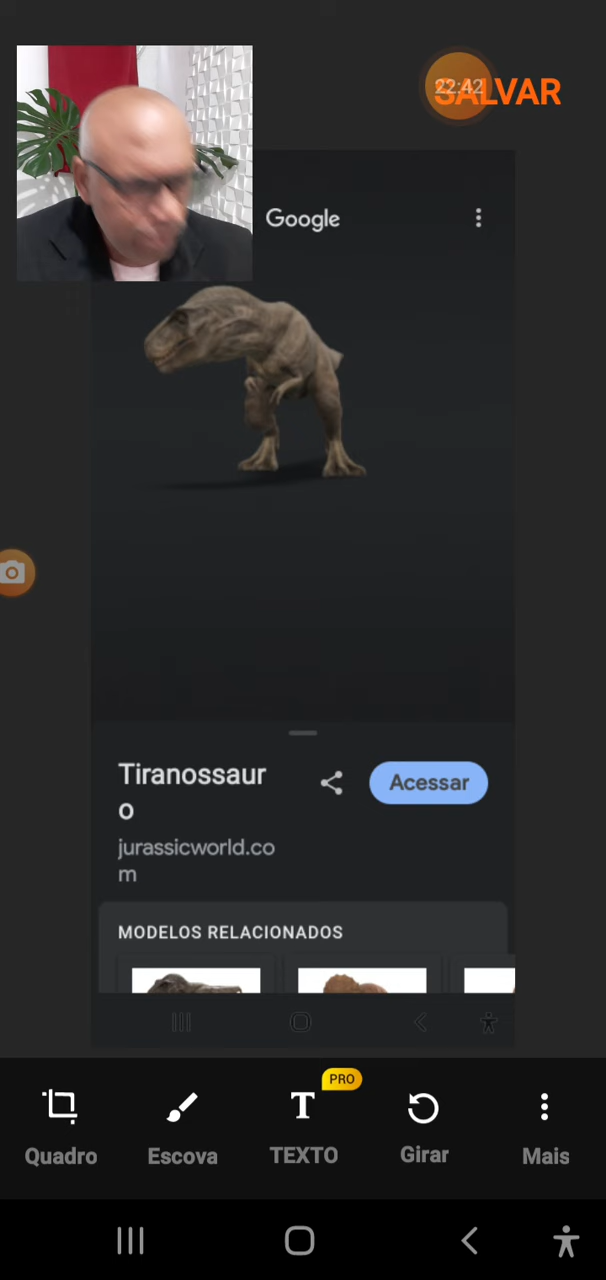 22:42
SALVAR
Google
Tiranossaur
o
jurassicworld.co
m
Acessar
MODELOS RELACIONADOS
PRO
Quadro
Escova
TEXTO
Girar
Mais